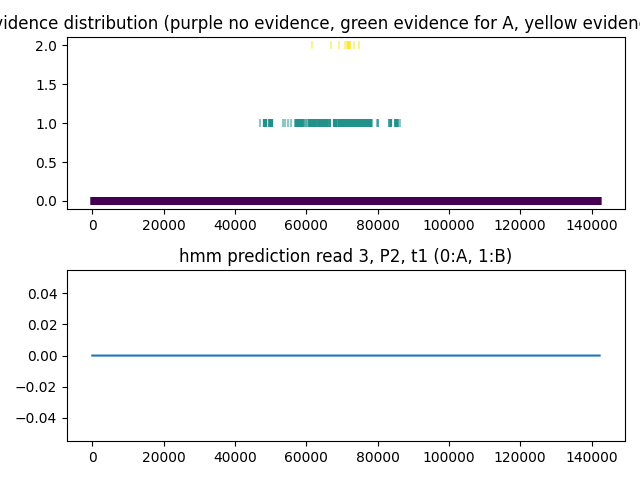 vidence distribution (purple no evidence, green evidence for A, yellow eviden
2.0
1.5
1.0
0.5
0.0
0 20000 40000 60000 80000 100000 120000 140000
hmm prediction read 3, P2, t1 (0:A, 1:B)
0.04
0.02
0.00
−0.02
−0.04
0 20000 40000 60000 80000 100000 120000 140000